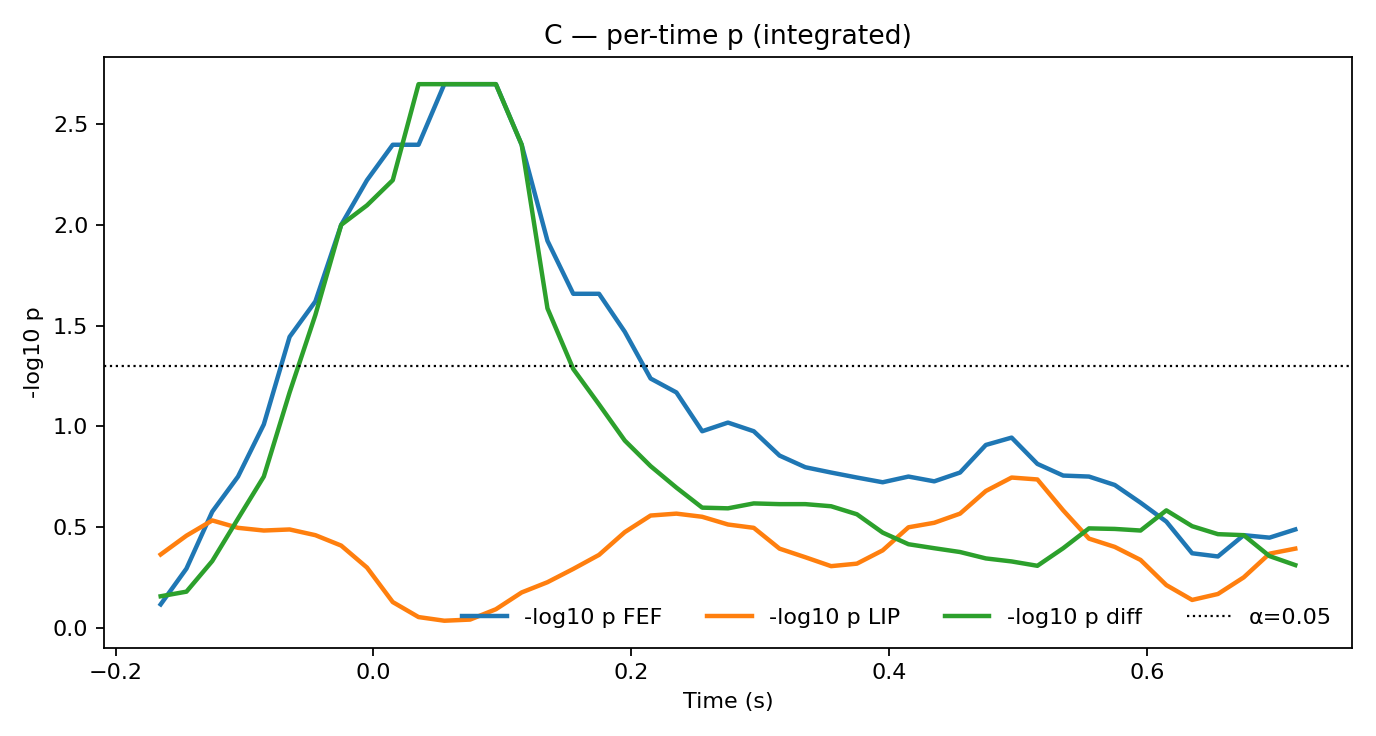 C — per-time p (integrated)
-log10 p
2.5
2.0
1.5
1.0
0.5
0.0
-log10 p FEF
-log10 p LIP
-log10 p diff
α=0.05
−0.2
0.0
0.2
0.4
0.6
Time (s)